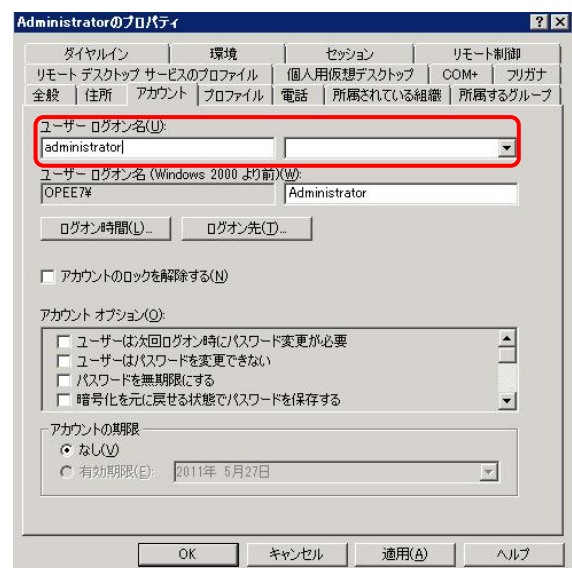 Administratorのプロパティ
ダイヤルイン 環境 セッション リモート制御
リモート デスクトップ サービスのプロファイル 個人用仮想デスクトップ COM+ フリガナ
全般 住所 アカウント プロファイル 電話 所属されている組織 所属するグループ
ユーザー ログオン名(U):
administrator
ユーザー ログオン名 (Windows 2000 より前)(W):
OPEE7¥ Administrator
ログオン時間(L)... ログオン先(T)...
アカウントのロックを解除する(N)
アカウント オプション(O):
ユーザーは次回ログオン時にパスワード変更が必要
ユーザーはパスワードを変更できない
パスワードを無期限にする
暗号化を元に戻せる状態でパスワードを保存する
アカウントの期限
なし(V)
有効期限(E): 2011年 5月27日
OK キャンセル 適用(A) ヘルプ